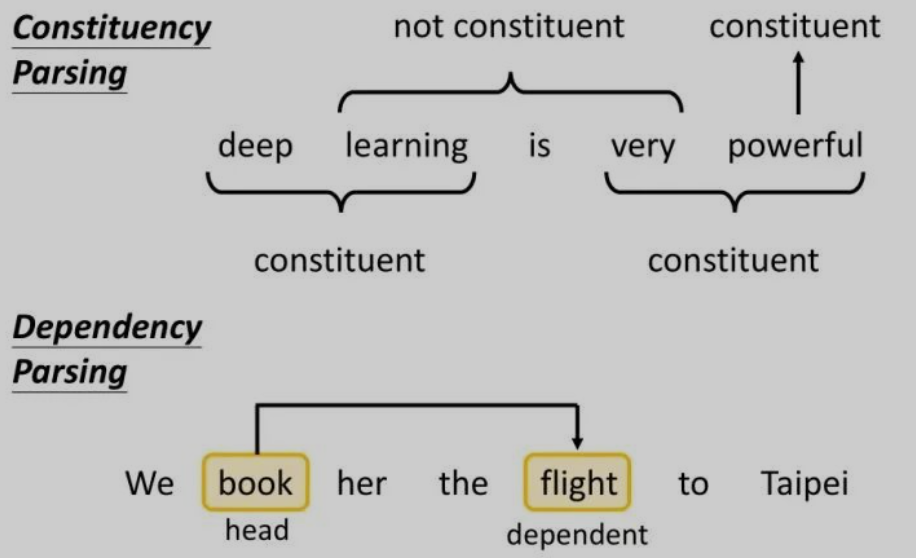 Constituency
Parsing
not constituent constituent
deep learning is very powerful
constituent constituent
Dependency
Parsing
We book her the flight to Taipei
head dependent